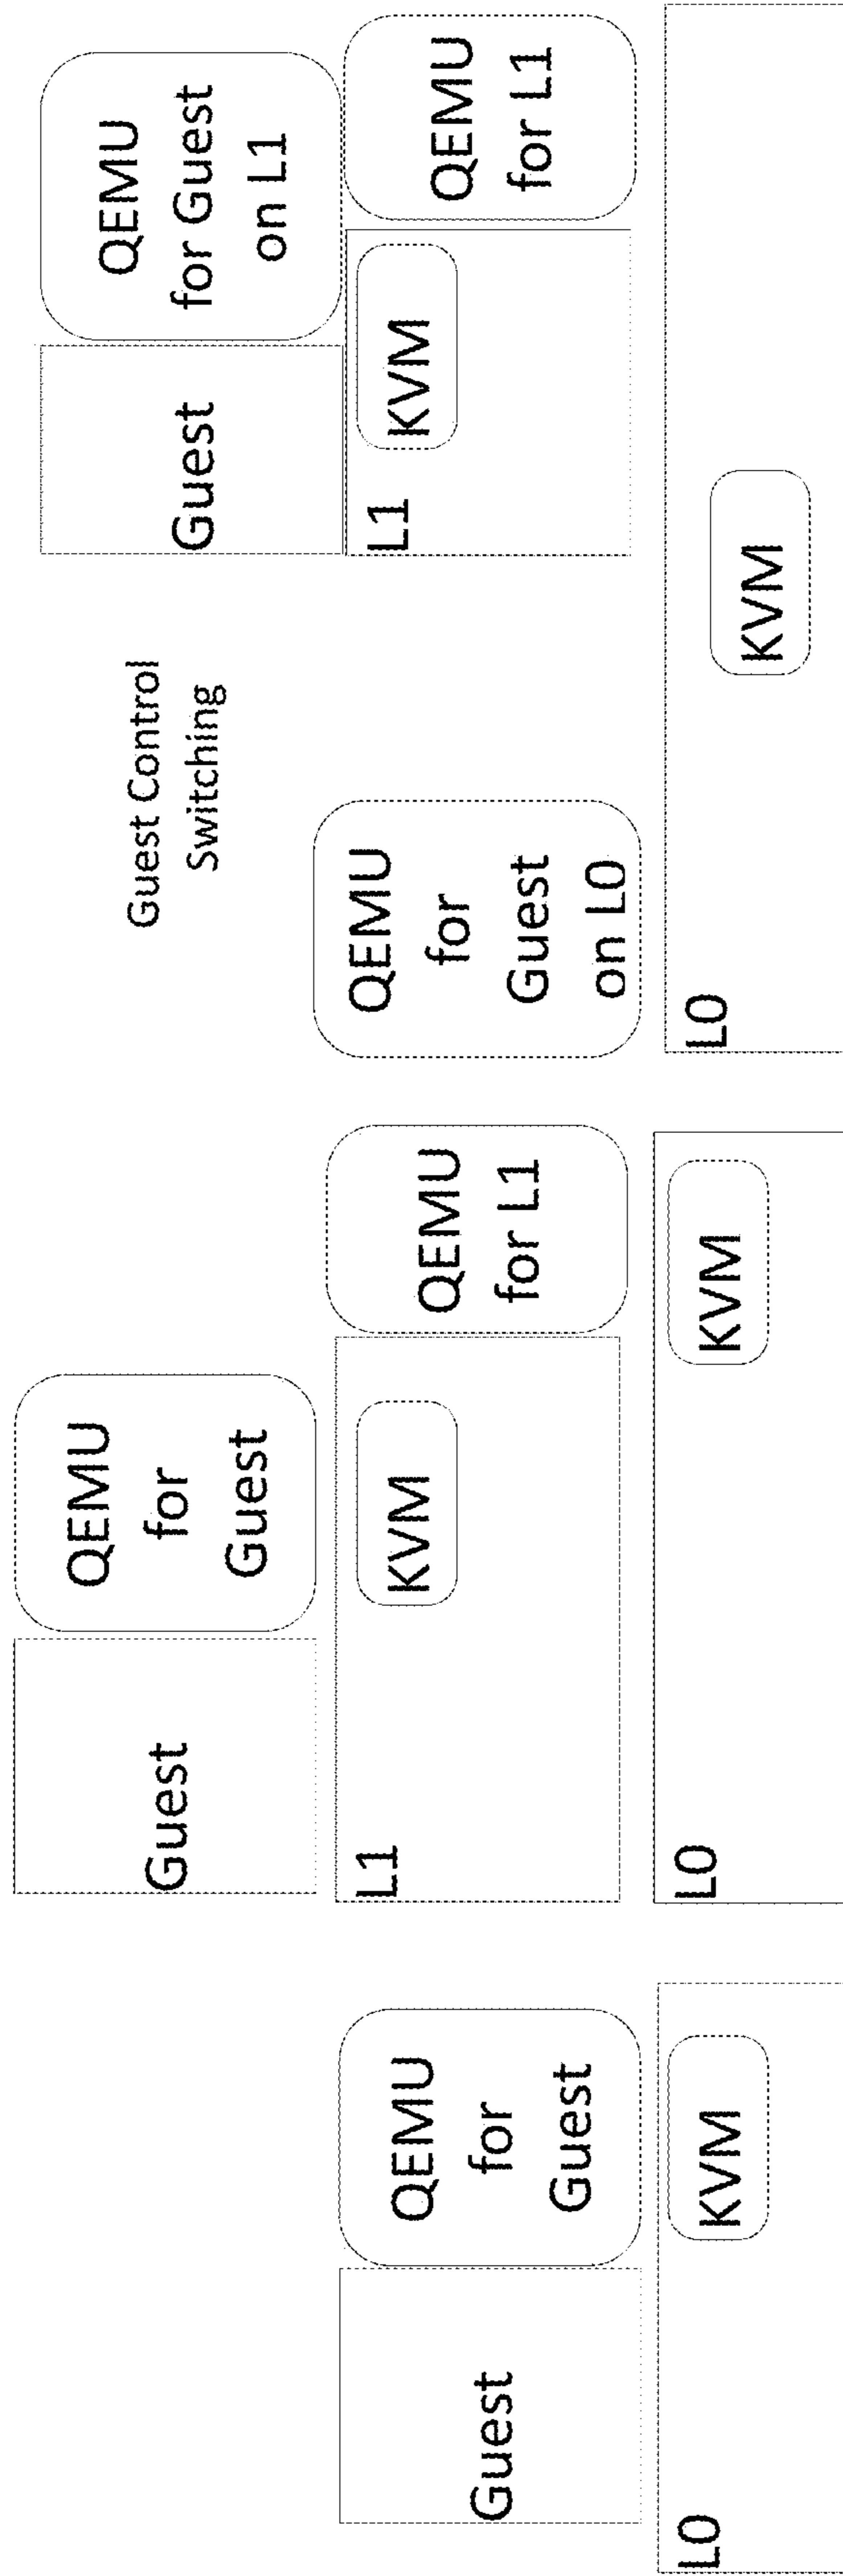 Guest
QEMU
for
Guest
L0
KVM
Guest
QEMU
for
Guest
L1
KVM
QEMU
for L1
L0
KVM
Guest Control
Switching
QEMU
for
Guest
on L0
Guest
QEMU
for Guest
on L1
L1
KVM
QEMU
for L1
L0
KVM